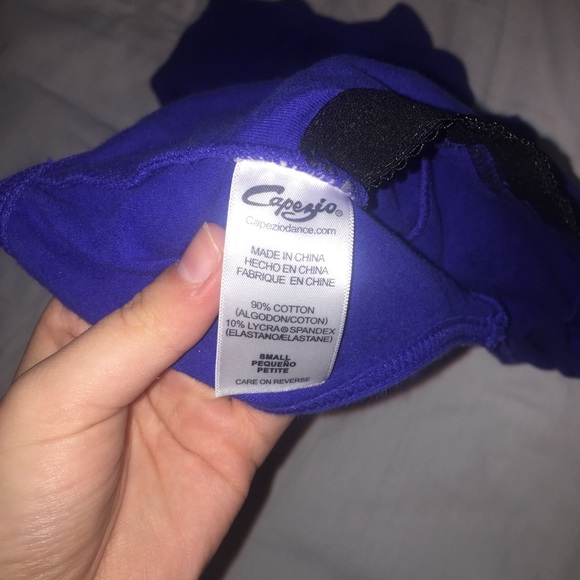 Capezio®
Capeziodance.com
MADE IN CHINA
HECHO EN CHINA
FABRIQUE EN CHINE
90% COTTON
(ALGODON/COTON)
10% LYCRA®SPANDEX
(ELASTANO/ELASTANE)
SMALL
PEQUEÑO
PETITE
CARE ON REVERSE